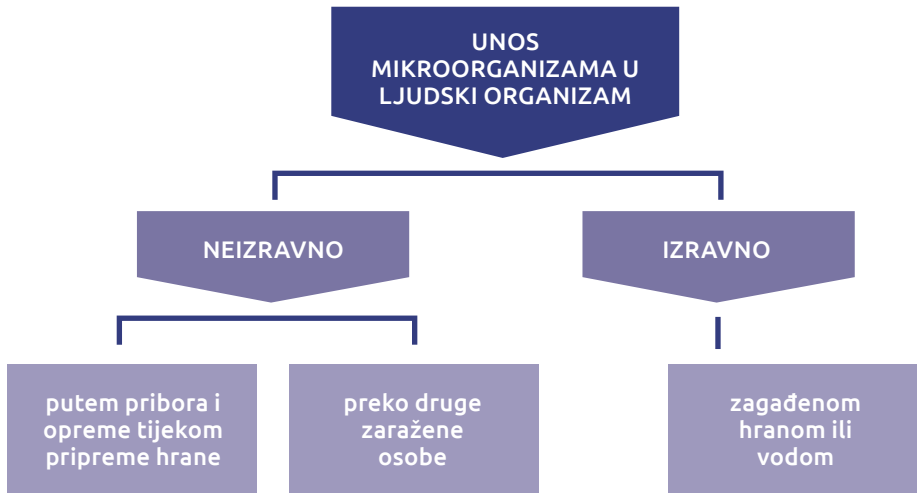 UNOS
MIKROORGANIZAMA U
LJUDSKI ORGANIZAM
NEIZRAVNO
IZRAVNO
putem pribora i
opreme tijekom
pripreme hrane
preko druge
zaražene
osobe
zagađenom
hranom ili
vodom